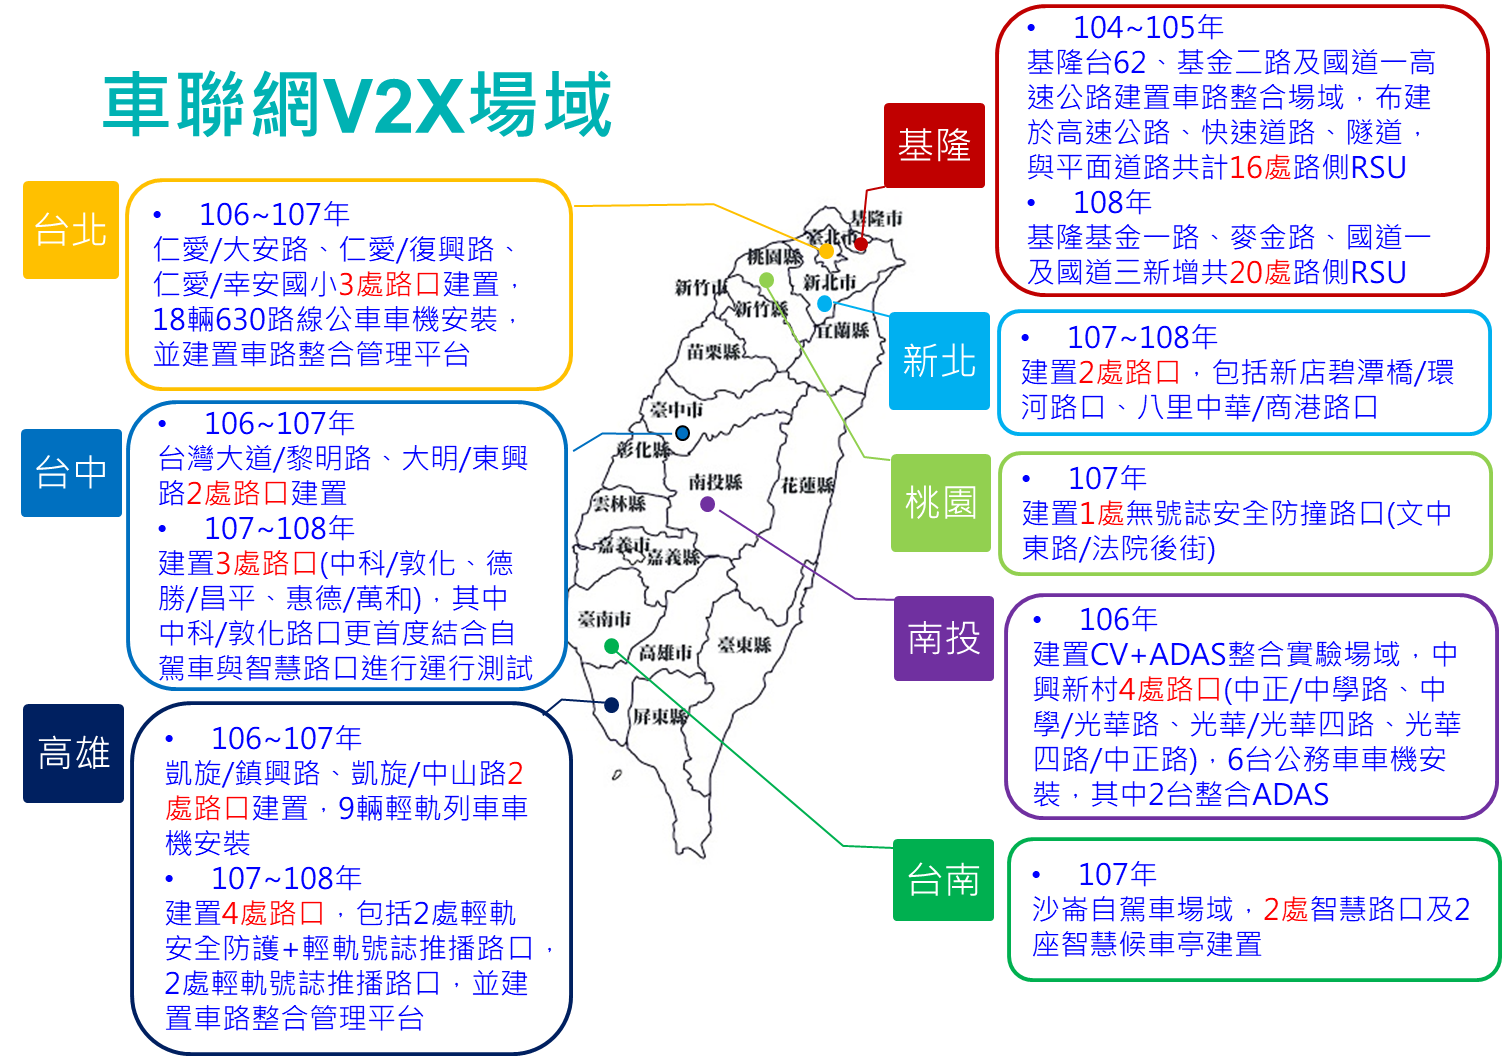 車聯網V2X場域
台北
• 106~107年
仁愛/大安路、仁愛/復興路、
仁愛/幸安國小3處路口建置，
18輛630路線公車車機安裝，
並建置車路整合管理平台
台中
• 106~107年
台灣大道/黎明路、大明/東興
路2處路口建置
• 107~108年
建置3處路口(中科/敦化、德
勝/昌平、惠德/萬和)，其中
中科/敦化路口更首度結合自
駕車與智慧路口進行運行測試
高雄
• 106~107年
凱旋/鎮興路、凱旋/中山路2
處路口建置，9輛輕軌列車車
機安裝
• 107~108年
建置4處路口，包括2處輕軌
安全防護+輕軌號誌推播路口，
2處輕軌號誌推播路口，並建
置車路整合管理平台
基隆市
臺北市
桃園縣
新北市
新竹市
新竹縣
宜蘭縣
苗栗縣
臺中市
彰化縣
南投縣
花蓮縣
雲林縣
嘉義市
嘉義縣
臺南市
高雄市
臺東縣
屏東縣
基隆
• 104~105年
基隆台62、基金二路及國道一高
速公路建置車路整合場域，布建
於高速公路、快速道路、隧道，
與平面道路共計16處路側RSU
• 108年
基隆基金一路、麥金路、國道一
及國道三新增共20處路側RSU
新北
• 107~108年
建置2處路口，包括新店碧潭橋/環
河路口、八里中華/商港路口
桃園
• 107年
建置1處無號誌安全防撞路口(文中
東路/法院後街)
南投
• 106年
建置CV+ADAS整合實驗場域，中
興新村4處路口(中正/中學路、中
學/光華路、光華/光華四路、光華
四路/中正路)，6台公務車車機安
裝，其中2台整合ADAS
台南
• 107年
沙崙自駕車場域，2處智慧路口及2
座智慧候車亭建置